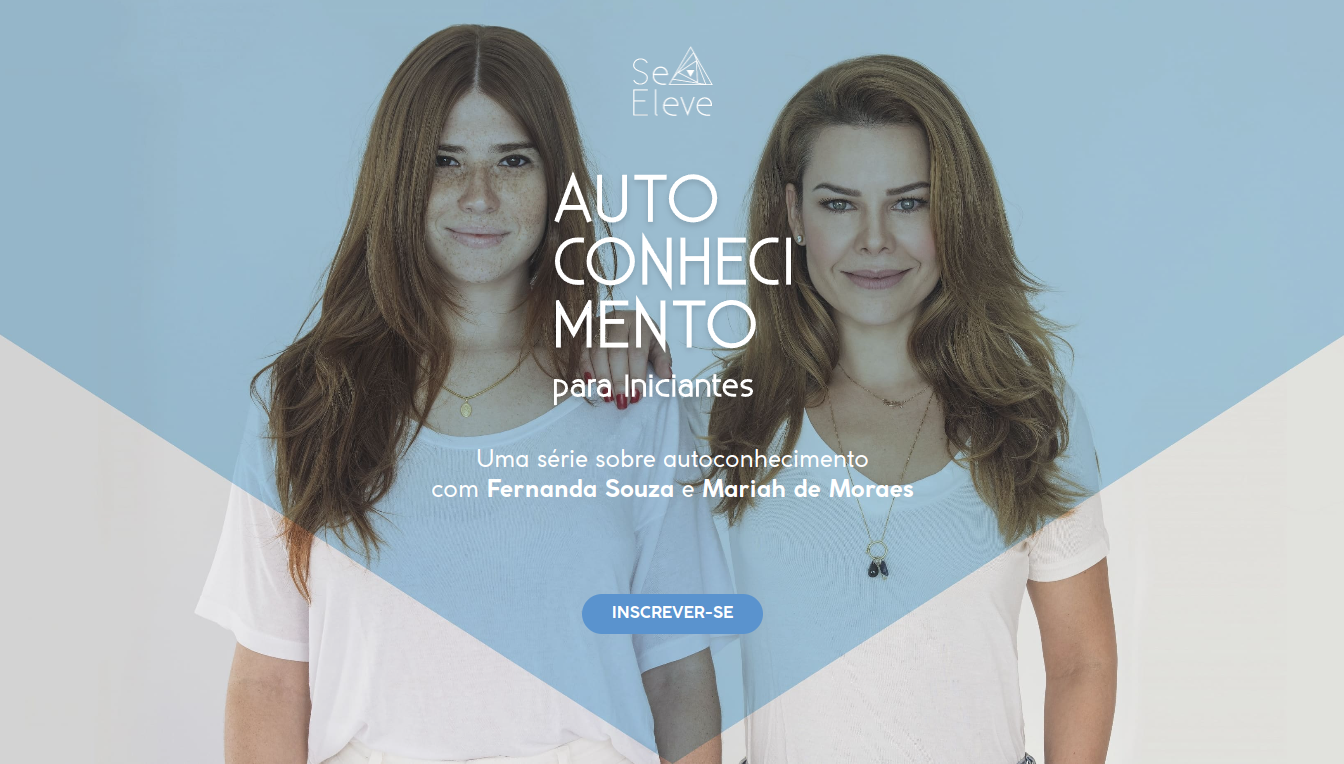 Se
Eleve
AUTO
CONHECI
MENTO
para Iniciantes
Uma série sobre autoconhecimento
com Fernanda Souza e Mariah de Moraes
INSCREVER-SE